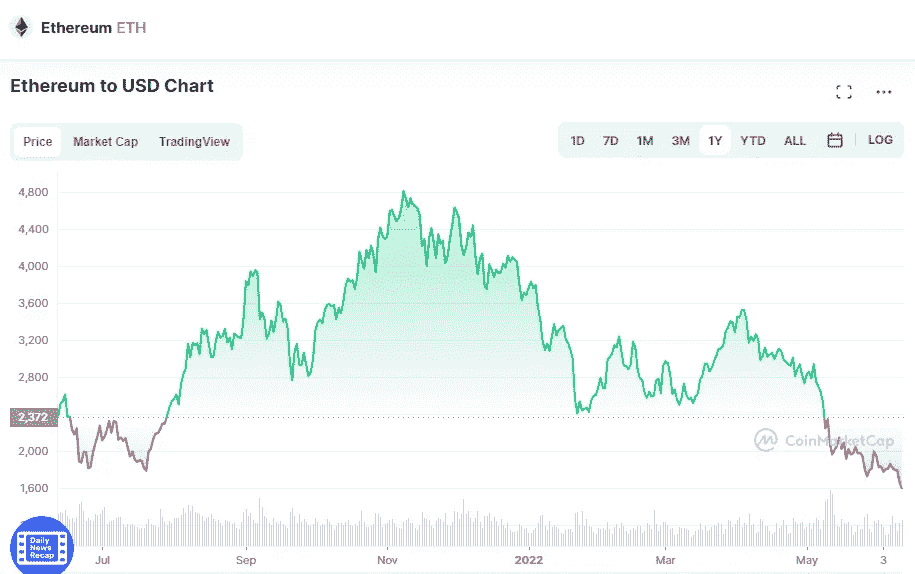 Ethereum ETH
Ethereum to USD Chart
Price Market Cap TradingView
1D 7D 1M 3M 1Y YTD ALL LOG
4,800
4,400
4,000
3,600
3,200
2,800
2,372
2,000
1,600
CoinMarketCap
Daily
News
Recap
Jul Sep Nov 2022 Mar May 3